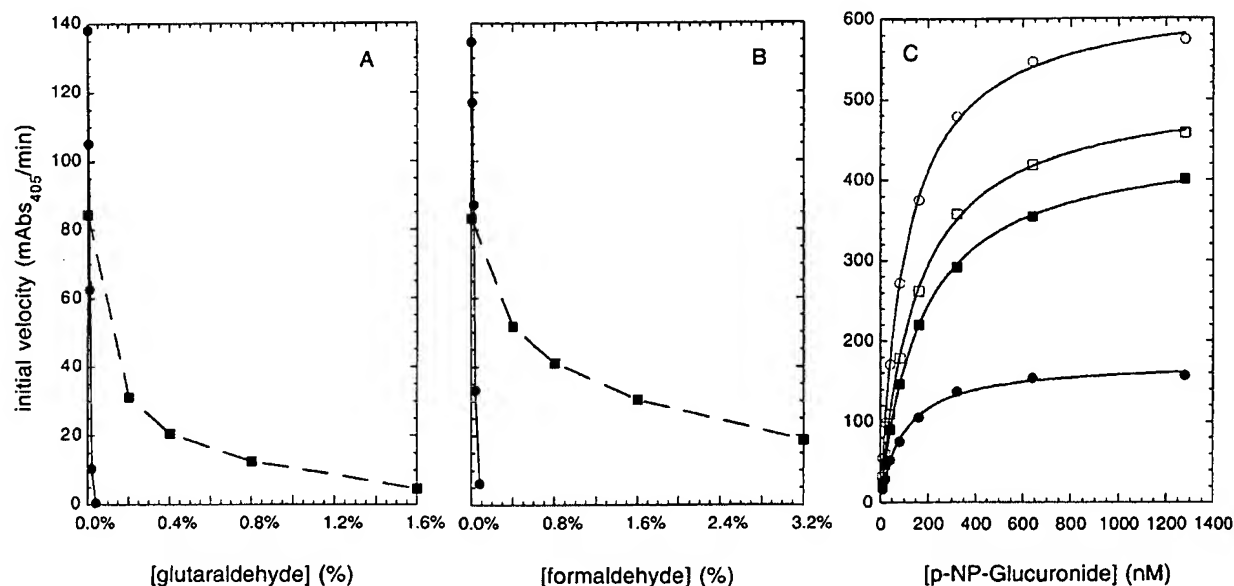 A
B
C
initial velocity (mAbs405/min)
140
120
100
80
60
40
20
0
0.0% 0.4% 0.8% 1.2% 1.6%
[glutaraldehyde] (%)
0.0% 0.8% 1.6% 2.4% 3.2%
[formaldehyde] (%)
600
500
400
300
200
100
0
0 200 400 600 800 1000 1200 1400
[p-NP-Glucuronide] (nM)